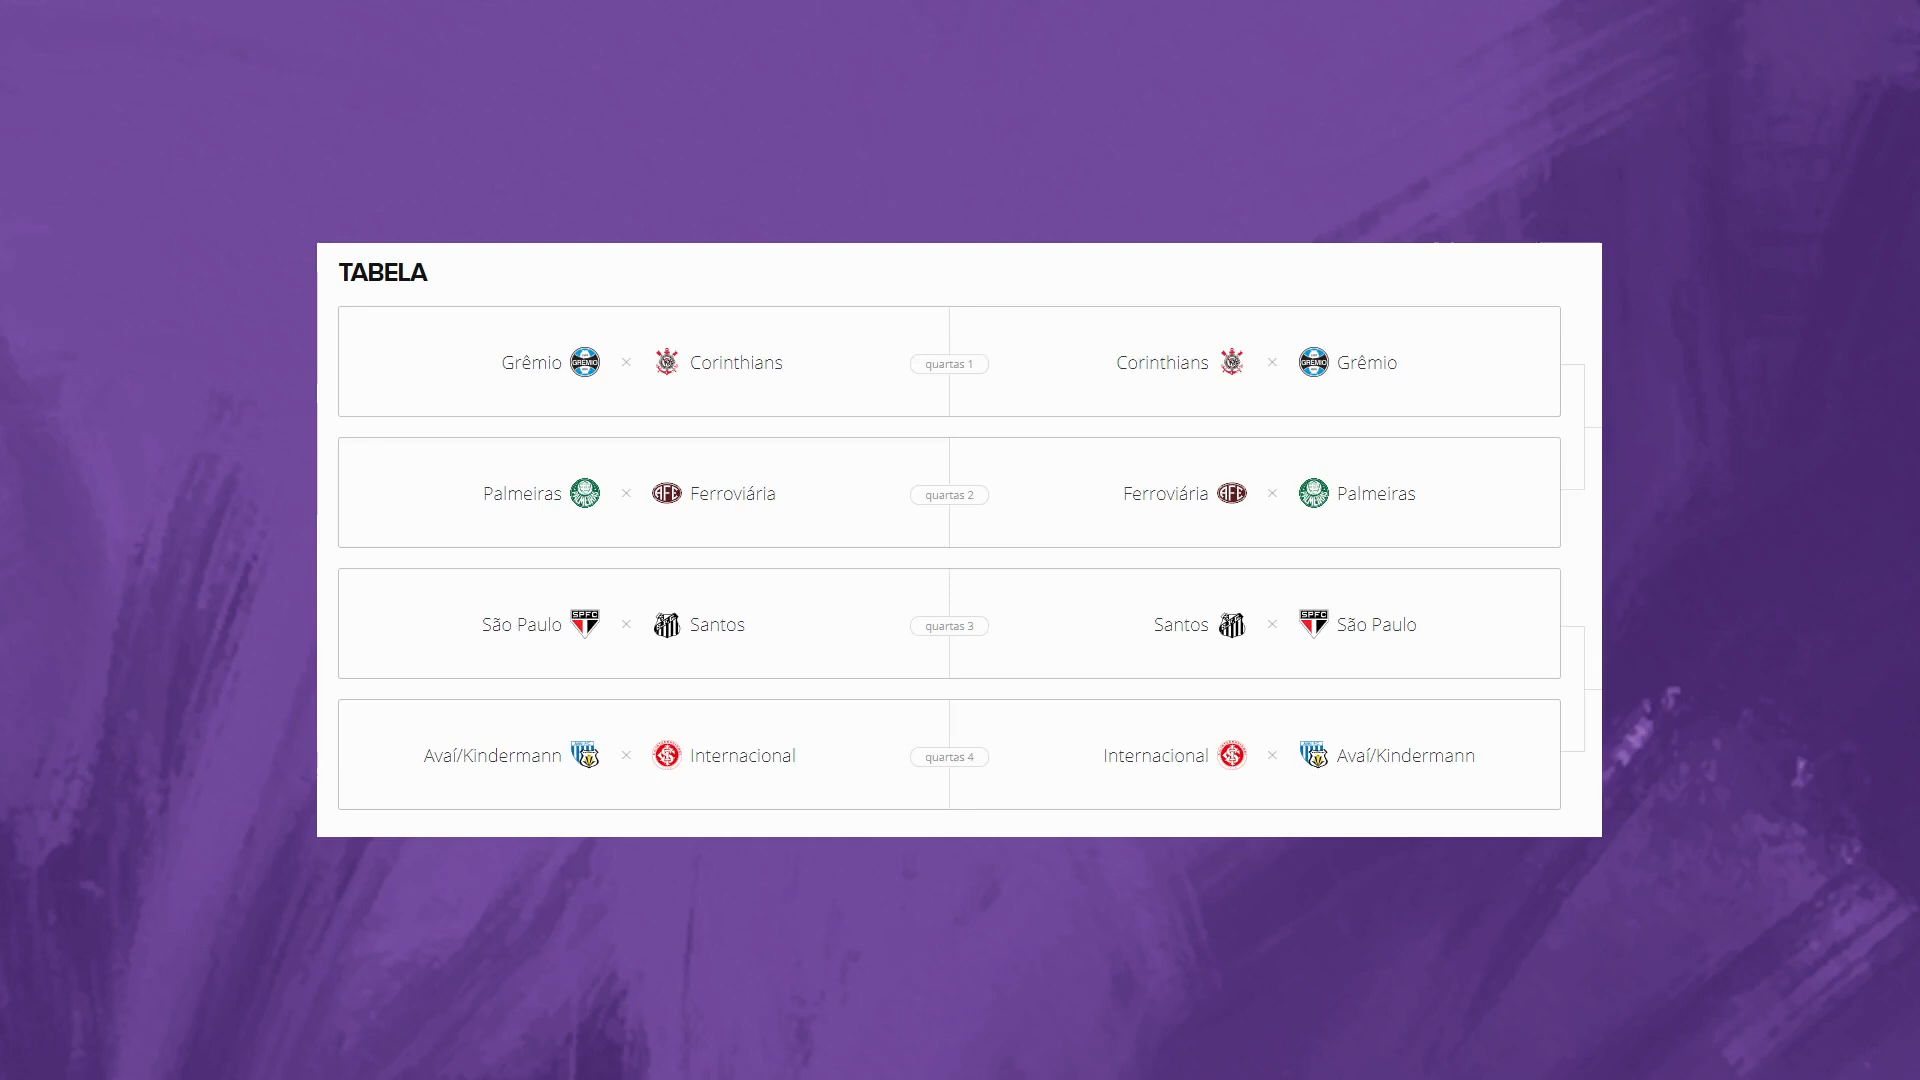 TABELA
Grêmio × Corinthians quartas 1 Corinthians × Grêmio
Palmeiras × Ferroviária quartas 2 Ferroviária × Palmeiras
São Paulo × Santos quartas 3 Santos × São Paulo
Avaí/Kindermann × Internacional quartas 4 Internacional × Avaí/Kindermann